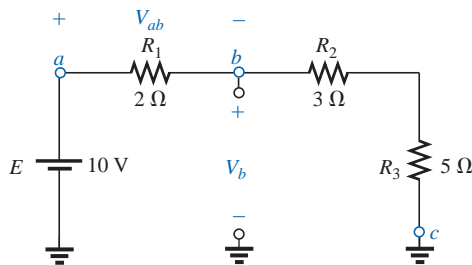 + V_ab −
a R₁ b R₂
2 Ω 3 Ω
+
E 10 V V_b R₃ 5 Ω
−
c